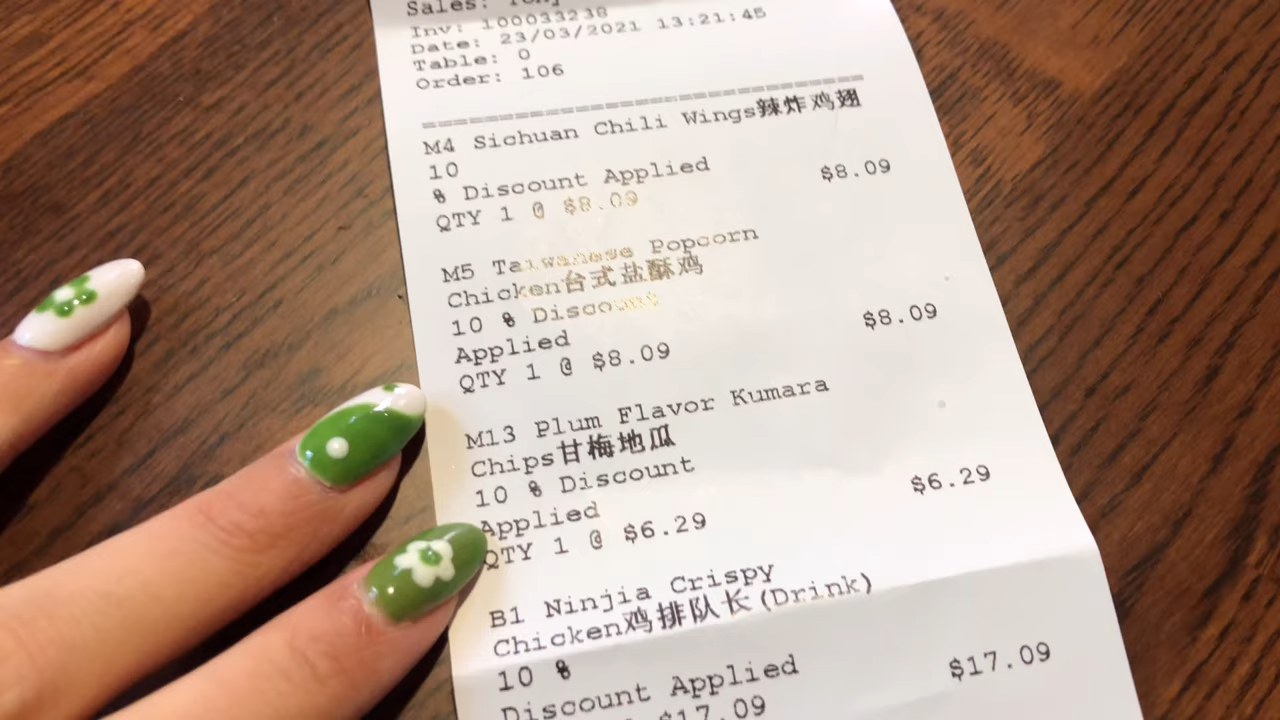 Sales:
Inv: 100033238
Date: 23/03/2021 13:21:45
Table: 0
Order: 106
M4 Sichuan Chili Wings辣炸鸡翅
10
% Discount Applied $8.09
QTY 1 @ $8.09
M5 Taiwanese Popcorn
Chicken台式盐酥鸡
10 % Discount
Applied $8.09
QTY 1 @ $8.09
M13 Plum Flavor Kumara
Chips甘梅地瓜
10 % Discount
Applied $6.29
QTY 1 @ $6.29
B1 Ninjia Crispy
Chicken鸡排队长(Drink)
10 %
Discount Applied $17.09
$17.09